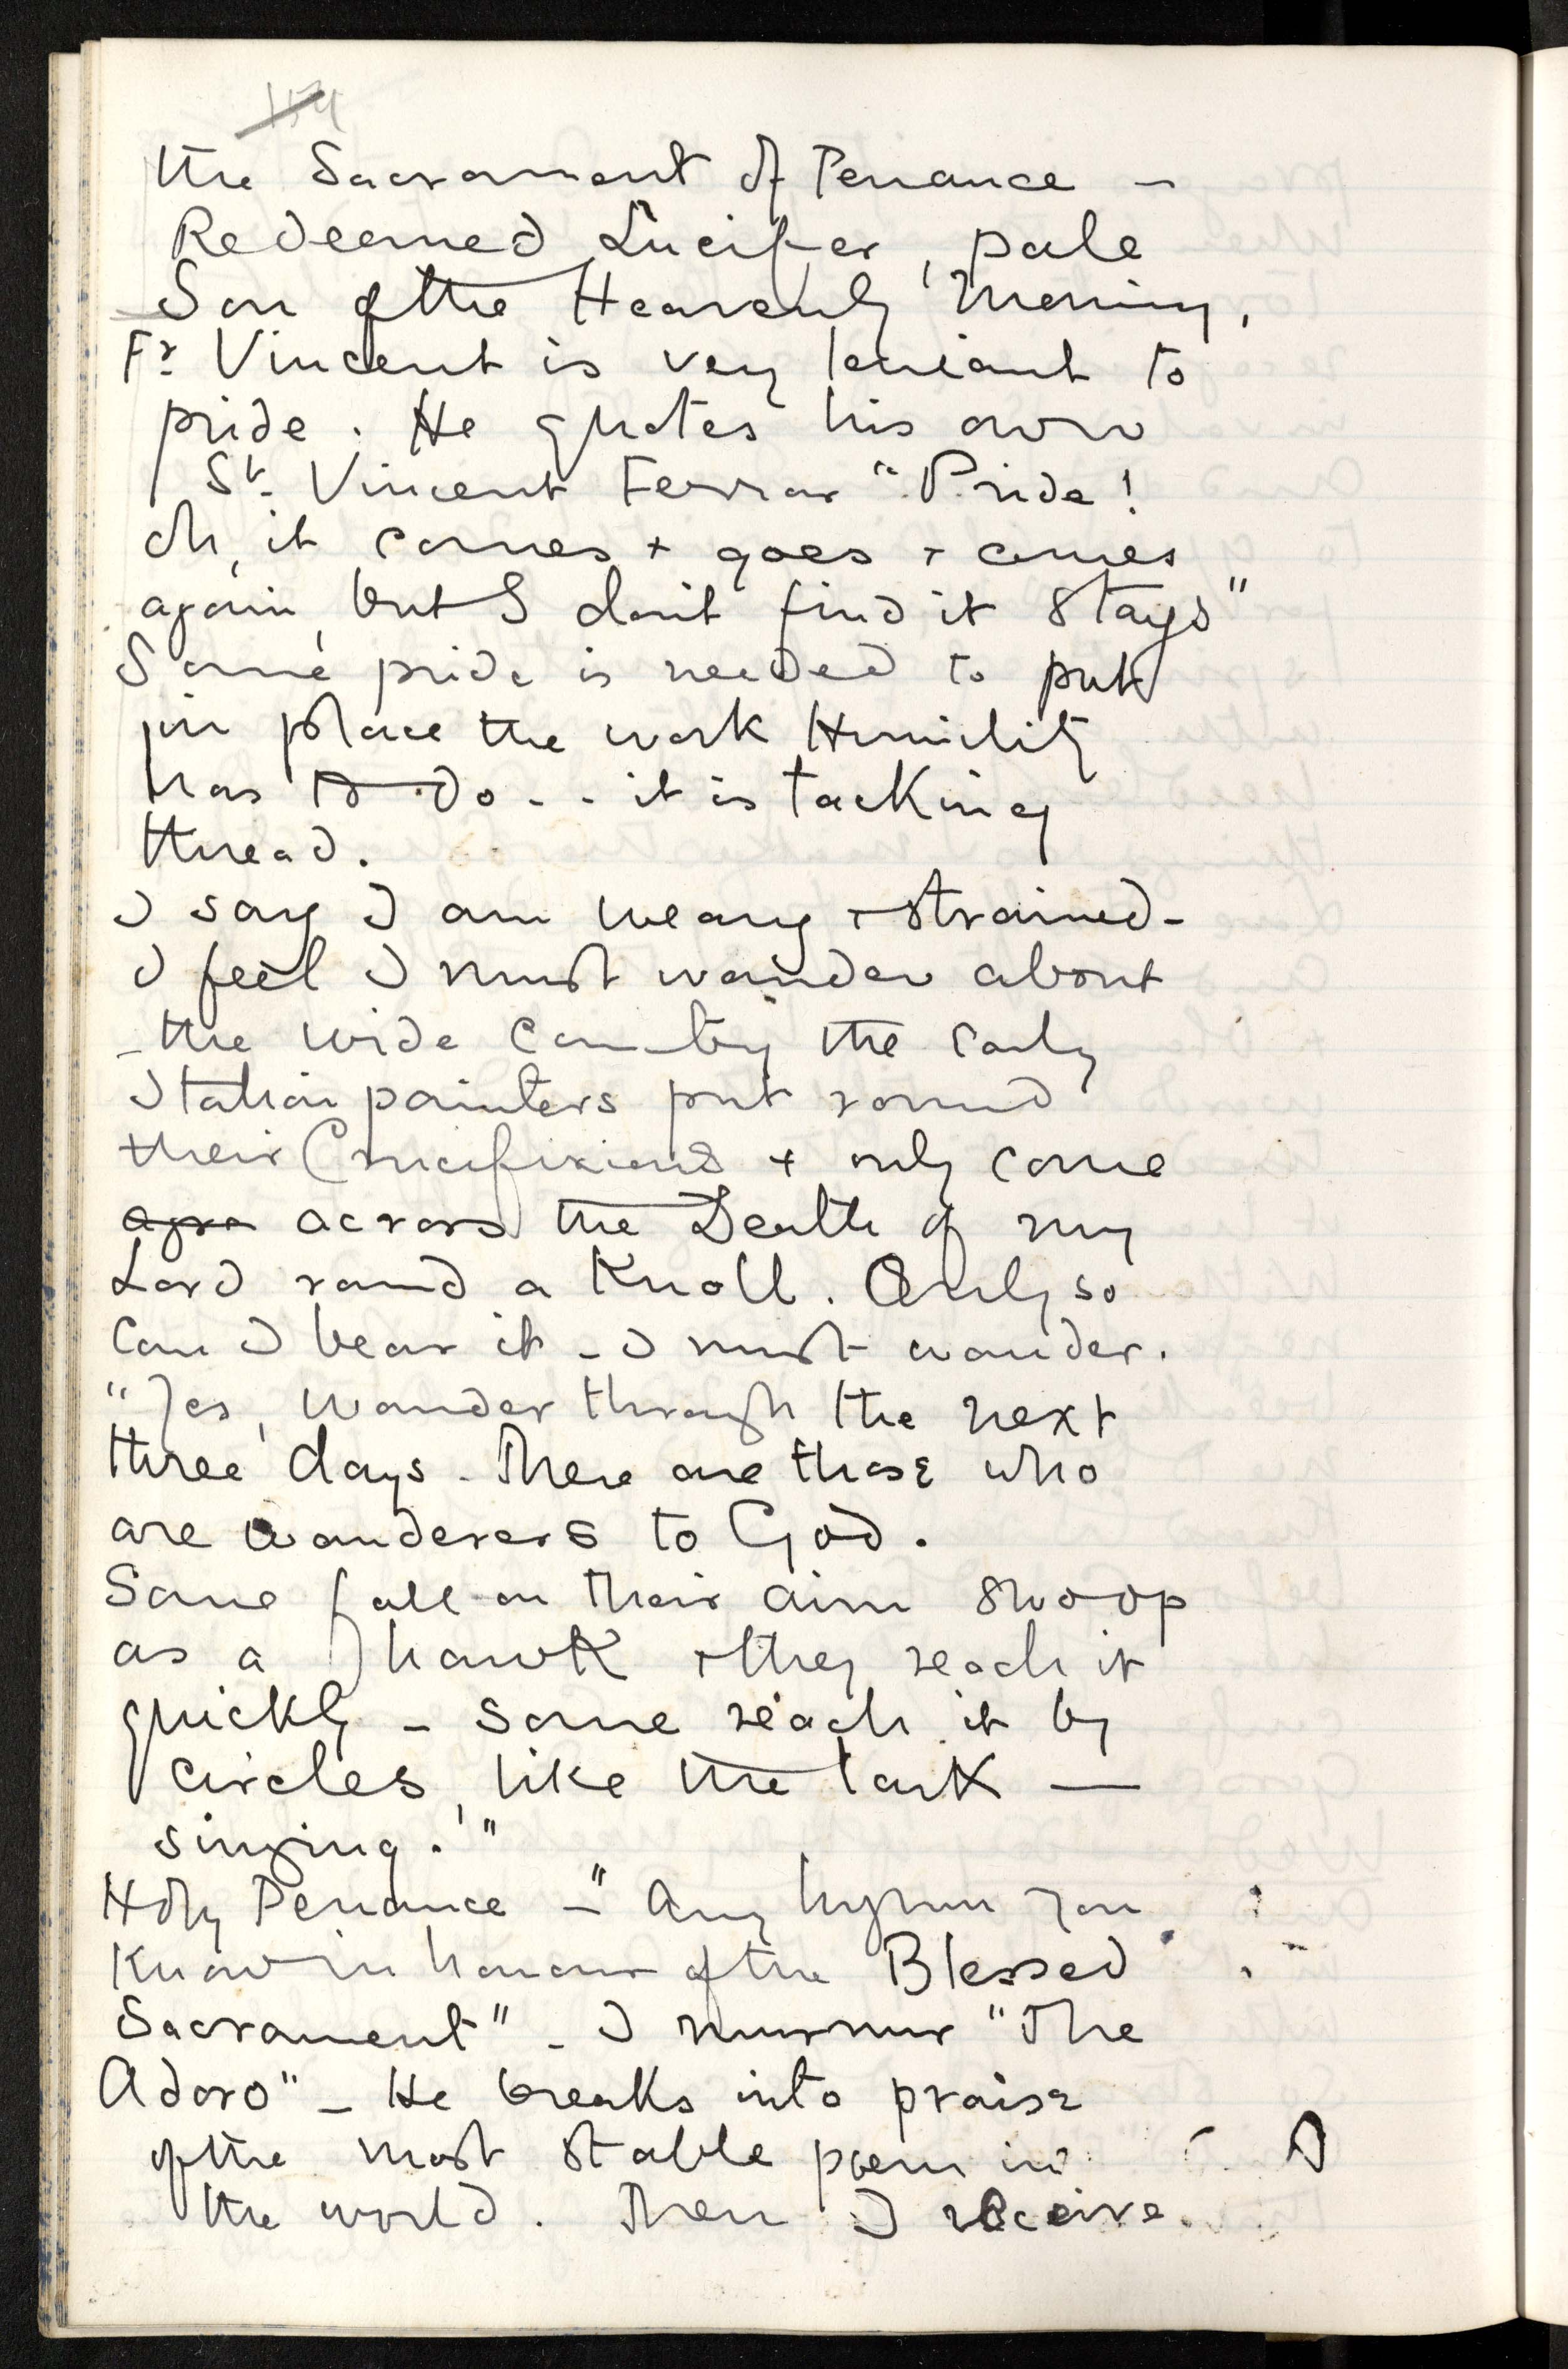 the Sacrament of Penance –
Redeemed Lucifer, pale
Son of the Heavenly Morning,
Fr. Vincent is very leniant to
pride. He quotes his own
St. Vincent Ferrar "Pride!
oh, it comes + goes + comes
again, but I don't find it stays"
Some pride is needed to put
in place the work Humility
has to do - - it is tacking
thread.
I say I am weary + strained -
I feel I must wander about
the wide country the early
Italian painters put round
their Crucifixions + only come
across the Death of my
Lord round a Knoll. Only so
can I bear it - I must wander.
"Yes, wander through the next
three days - There are those who
are wanderers to God.
Some fall on their aim swoop
as a hawk + they reach it
quickly - some reach it by
circles, like the lark —
singing."
Holy Penance - "Any hymn you
Know in honour of the Blessed
Sacrament" - I murmur "The
Adoro" - He breaks into praise
of the most stable poem in
the world. Then I receive